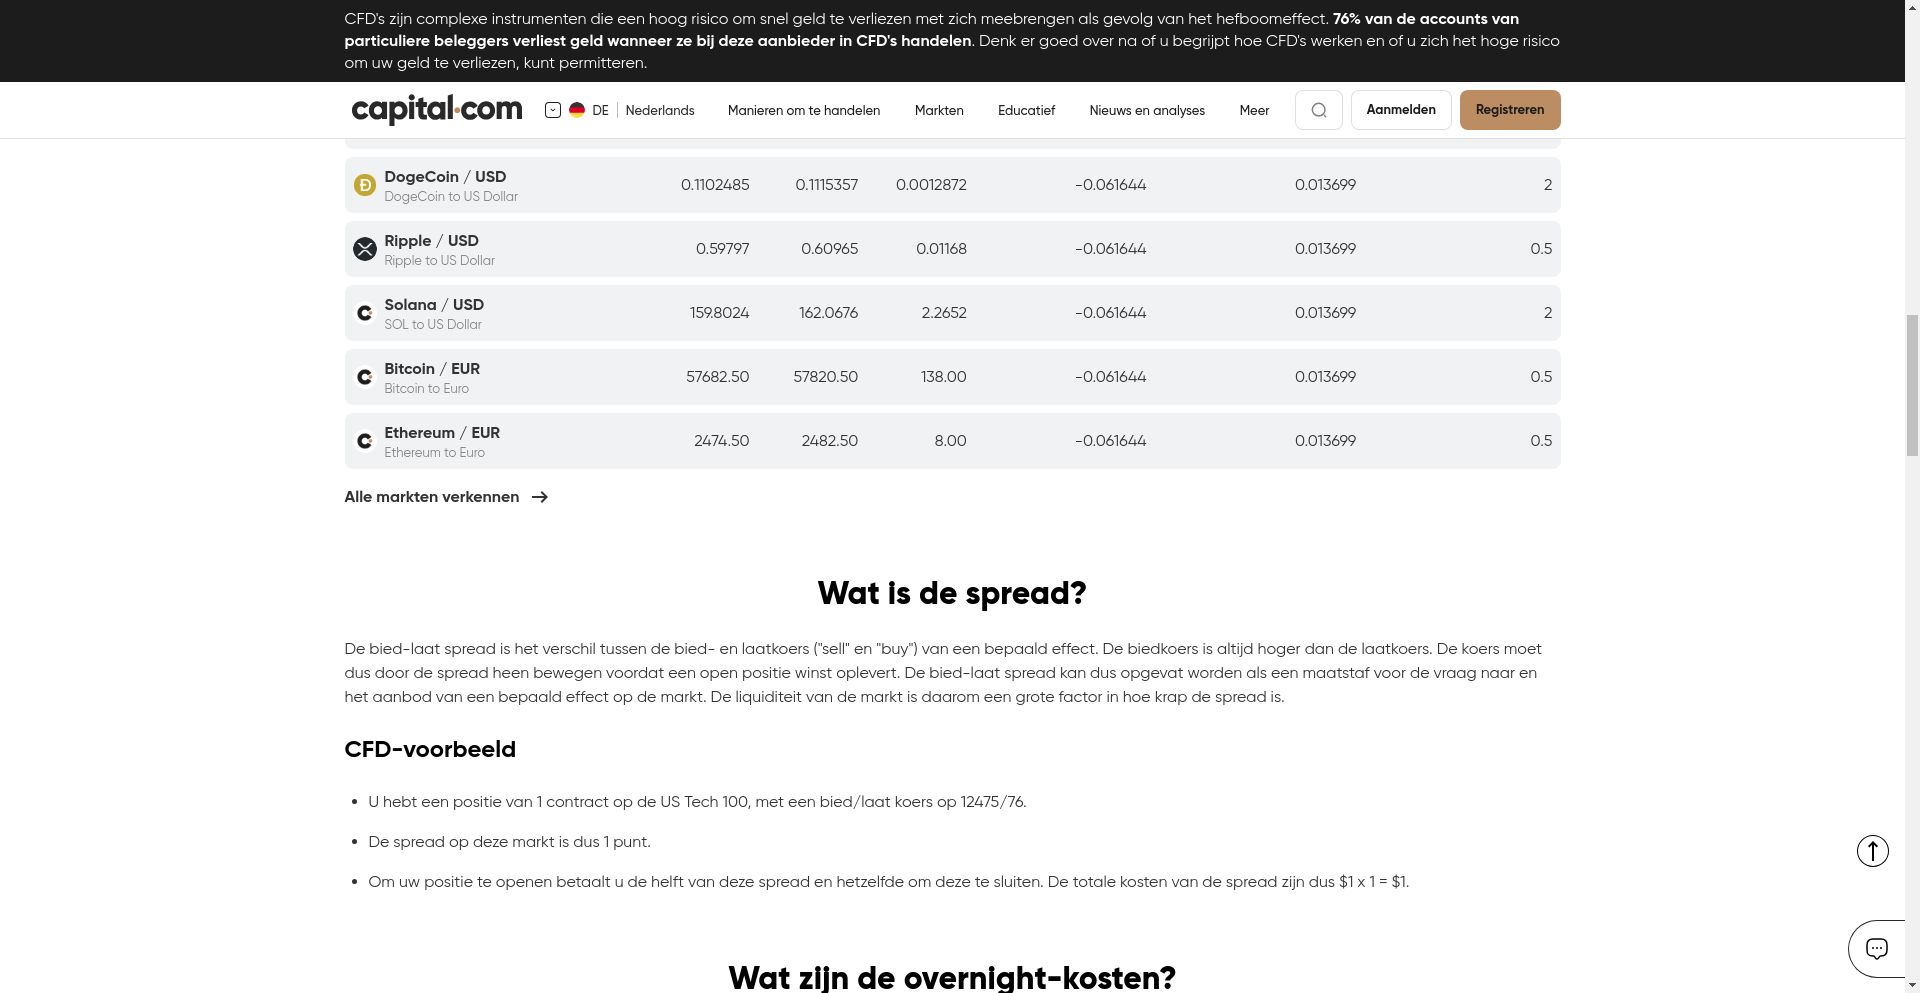 CFD's zijn complexe instrumenten die een hoog risico om snel geld te verliezen met zich meebrengen als gevolg van het hefboomeffect. 76% van de accounts van
particuliere beleggers verliest geld wanneer ze bij deze aanbieder in CFD's handelen. Denk er goed over na of u begrijpt hoe CFD's werken en of u zich het hoge risico
om uw geld te verliezen, kunt permitteren.
capital.com DE Nederlands Manieren om te handelen Markten Educatief Nieuws en analyses Meer Aanmelden Registreren
DogeCoin / USD 0.1102485 0.1115357 0.0012872 -0.061644 0.013699 2
DogeCoin to US Dollar
Ripple / USD 0.59797 0.60965 0.01168 -0.061644 0.013699 0.5
Ripple to US Dollar
Solana / USD 159.8024 162.0676 2.2652 -0.061644 0.013699 2
SOL to US Dollar
Bitcoin / EUR 57682.50 57820.50 138.00 -0.061644 0.013699 0.5
Bitcoin to Euro
Ethereum / EUR 2474.50 2482.50 8.00 -0.061644 0.013699 0.5
Ethereum to Euro
Alle markten verkennen
Wat is de spread?
De bied-laat spread is het verschil tussen de bied- en laatkoers ("sell" en "buy") van een bepaald effect. De biedkoers is altijd hoger dan de laatkoers. De koers moet
dus door de spread heen bewegen voordat een open positie winst oplevert. De bied-laat spread kan dus opgevat worden als een maatstaf voor de vraag naar en
het aanbod van een bepaald effect op de markt. De liquiditeit van de markt is daarom een grote factor in hoe krap de spread is.
CFD-voorbeeld
• U hebt een positie van 1 contract op de US Tech 100, met een bied/laat koers op 12475/76.
• De spread op deze markt is dus 1 punt.
• Om uw positie te openen betaalt u de helft van deze spread en hetzelfde om deze te sluiten. De totale kosten van de spread zijn dus $1 x 1 = $1.
Wat zijn de overnight-kosten?